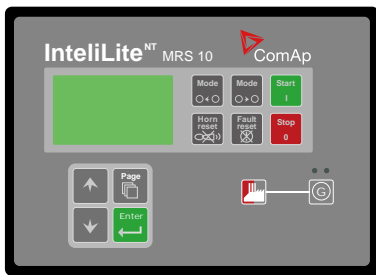 InteliLite NT MRS 10
ComAp
Mode
Mode
Start
I
Horn
reset
Fault
reset
Stop
0
Page
Enter
G